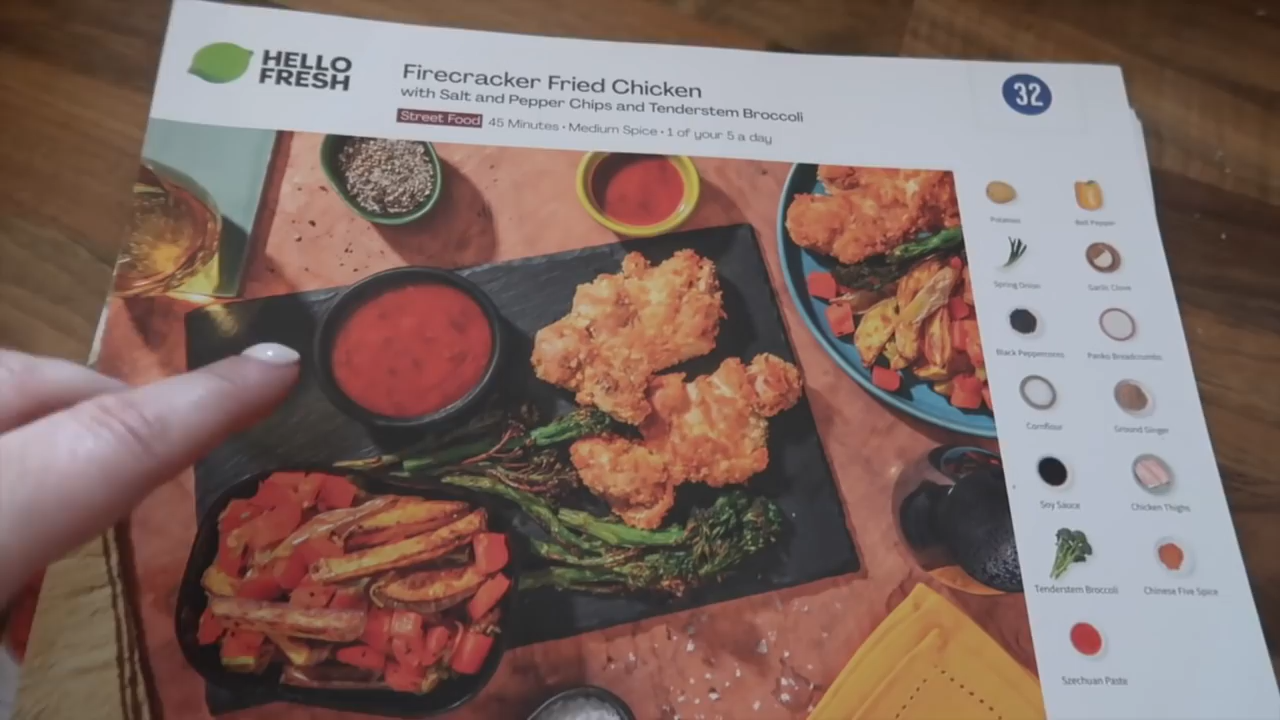 HELLO
FRESH
Firecracker Fried Chicken
with Salt and Pepper Chips and Tenderstem Broccoli
Street Food 45 Minutes • Medium Spice • 1 of your 5 a day
32
Potatoes
Bell Pepper
Spring Onion
Garlic Clove
Black Peppercorns
Panko Breadcrumbs
Cornflour
Ground Ginger
Soy Sauce
Chicken Thighs
Tenderstem Broccoli
Chinese Five Spice
Szechuan Paste